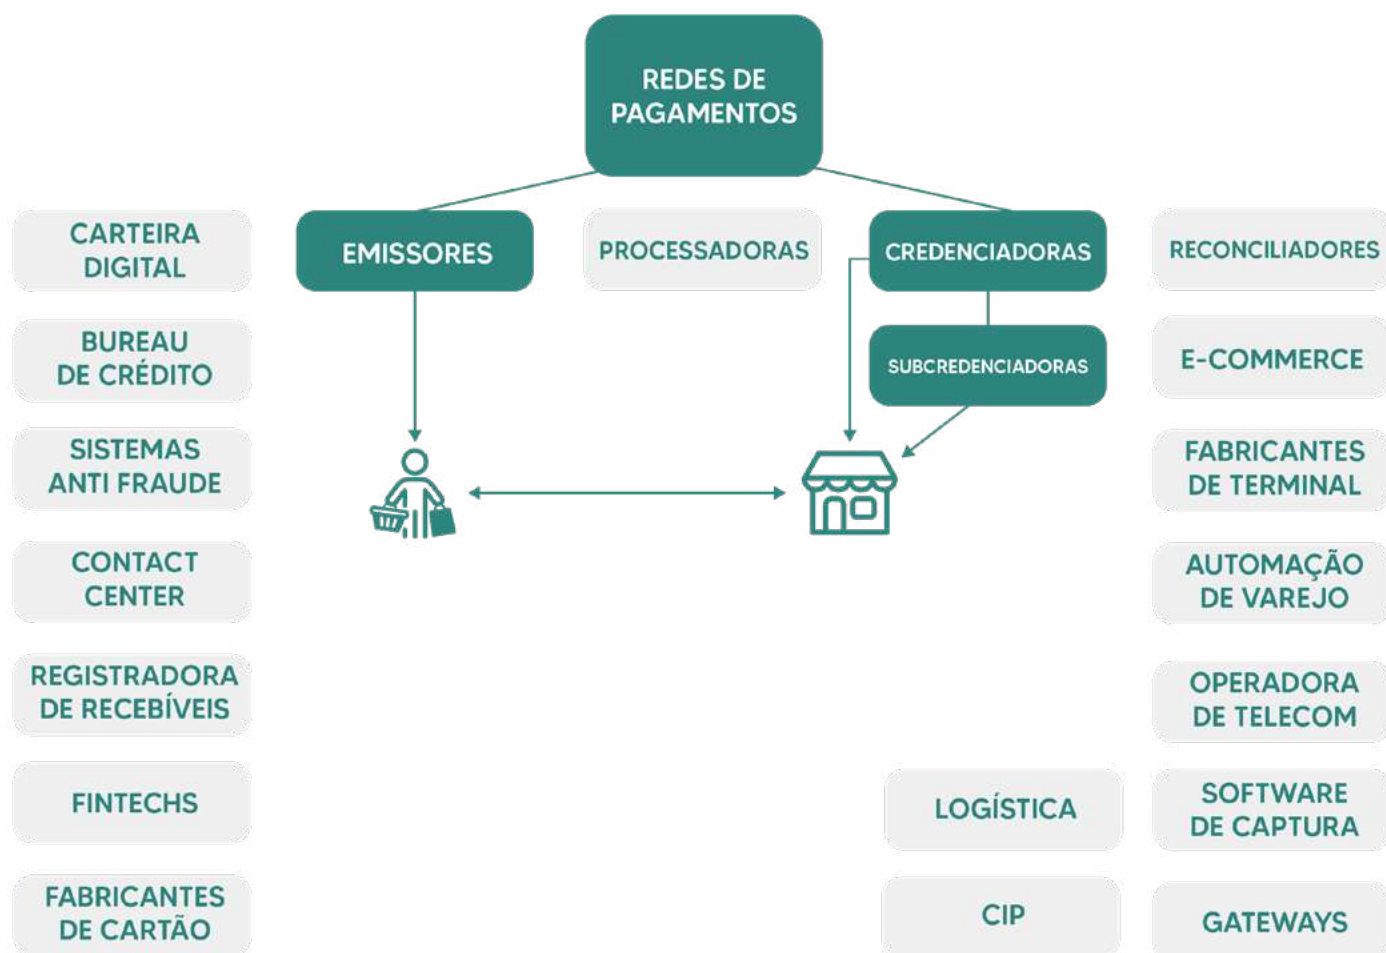 REDES DE
PAGAMENTOS
CARTEIRA
DIGITAL
EMISSORES
PROCESSADORAS
CREDENCIADORAS
RECONCILIADORES
BUREAU
DE CRÉDITO
SUBCREDENCIADORAS
E-COMMERCE
SISTEMAS
ANTI FRAUDE
FABRICANTES
DE TERMINAL
CONTACT
CENTER
AUTOMAÇÃO
DE VAREJO
REGISTRADORA
DE RECEBÍVEIS
OPERADORA
DE TELECOM
FINTECHS
LOGÍSTICA
SOFTWARE
DE CAPTURA
FABRICANTES
DE CARTÃO
CIP
GATEWAYS